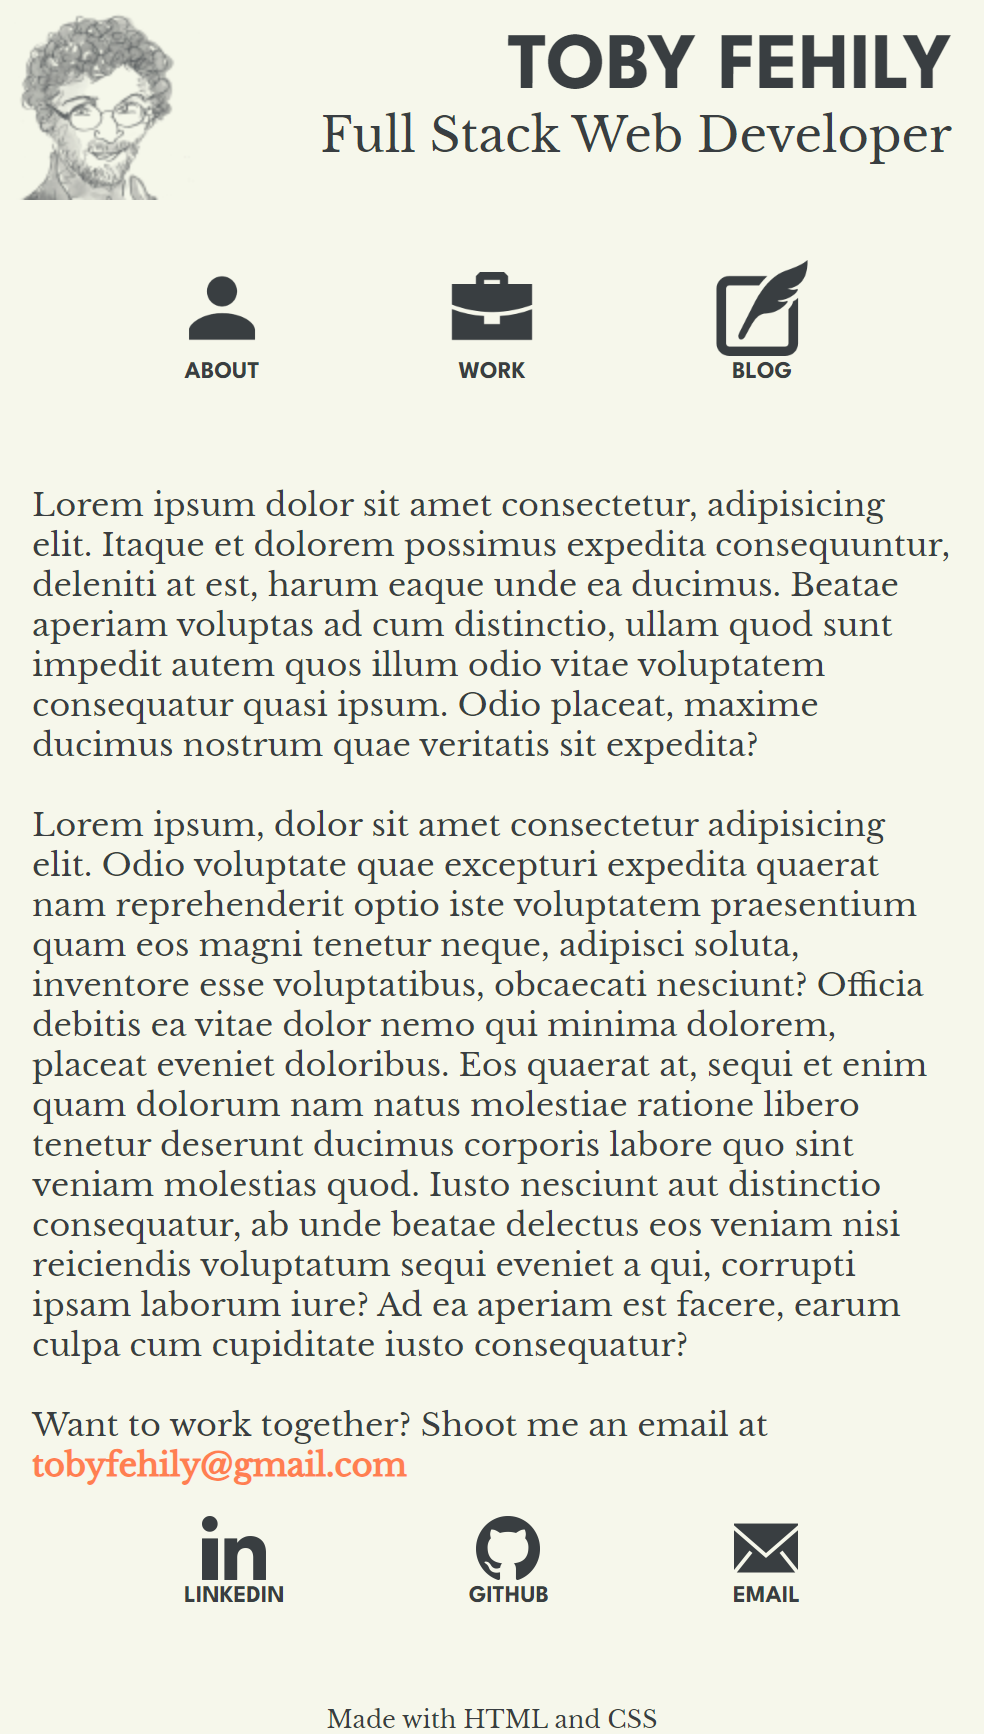 TOBY FEHILY
Full Stack Web Developer
ABOUT
WORK
BLOG
Lorem ipsum dolor sit amet consectetur, adipisicing
elit. Itaque et dolorem possimus expedita consequuntur,
deleniti at est, harum eaque unde ea ducimus. Beatae
aperiam voluptas ad cum distinctio, ullam quod sunt
impedit autem quos illum odio vitae voluptatem
consequatur quasi ipsum. Odio placeat, maxime
ducimus nostrum quae veritatis sit expedita?
Lorem ipsum, dolor sit amet consectetur adipisicing
elit. Odio voluptate quae excepturi expedita quaerat
nam reprehenderit optio iste voluptatem praesentium
quam eos magni tenetur neque, adipisci soluta,
inventore esse voluptatibus, obcaecati nesciunt? Officia
debitis ea vitae dolor nemo qui minima dolorem,
placeat eveniet doloribus. Eos quaerat at, sequi et enim
quam dolorum nam natus molestiae ratione libero
tenetur deserunt ducimus corporis labore quo sint
veniam molestias quod. Iusto nesciunt aut distinctio
consequatur, ab unde beatae delectus eos veniam nisi
reiciendis voluptatum sequi eveniet a qui, corrupti
ipsam laborum iure? Ad ea aperiam est facere, earum
culpa cum cupiditate iusto consequatur?
Want to work together? Shoot me an email at
tobyfehily@gmail.com
LINKEDIN
GITHUB
EMAIL
Made with HTML and CSS